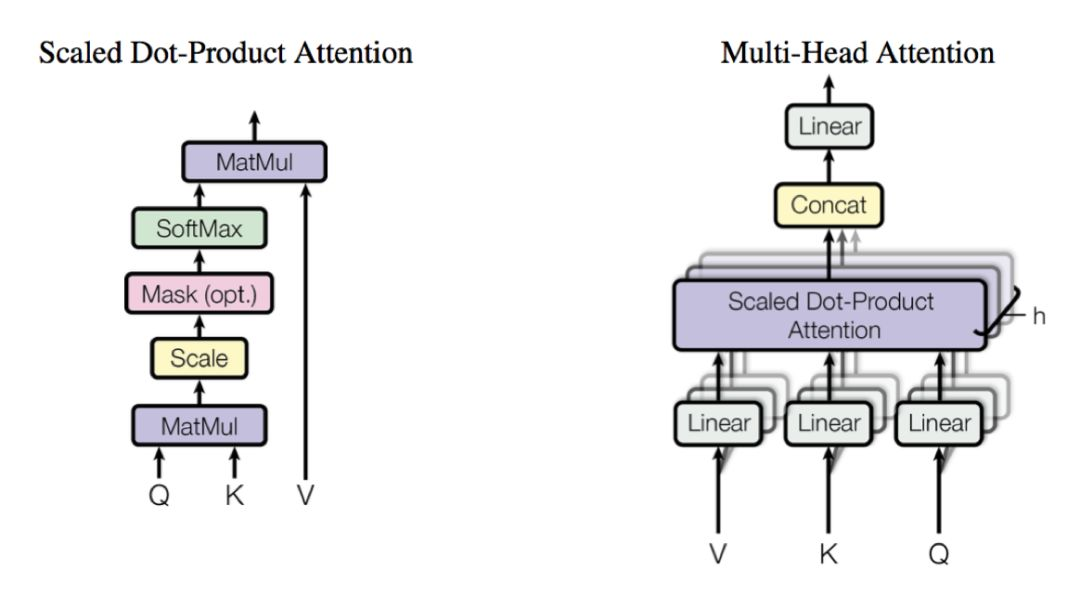 Scaled Dot-Product Attention
MatMul
SoftMax
Mask (opt.)
Scale
MatMul
Q K V
Multi-Head Attention
Linear
Concat
Scaled Dot-Product
Attention
h
Linear Linear Linear
V K Q